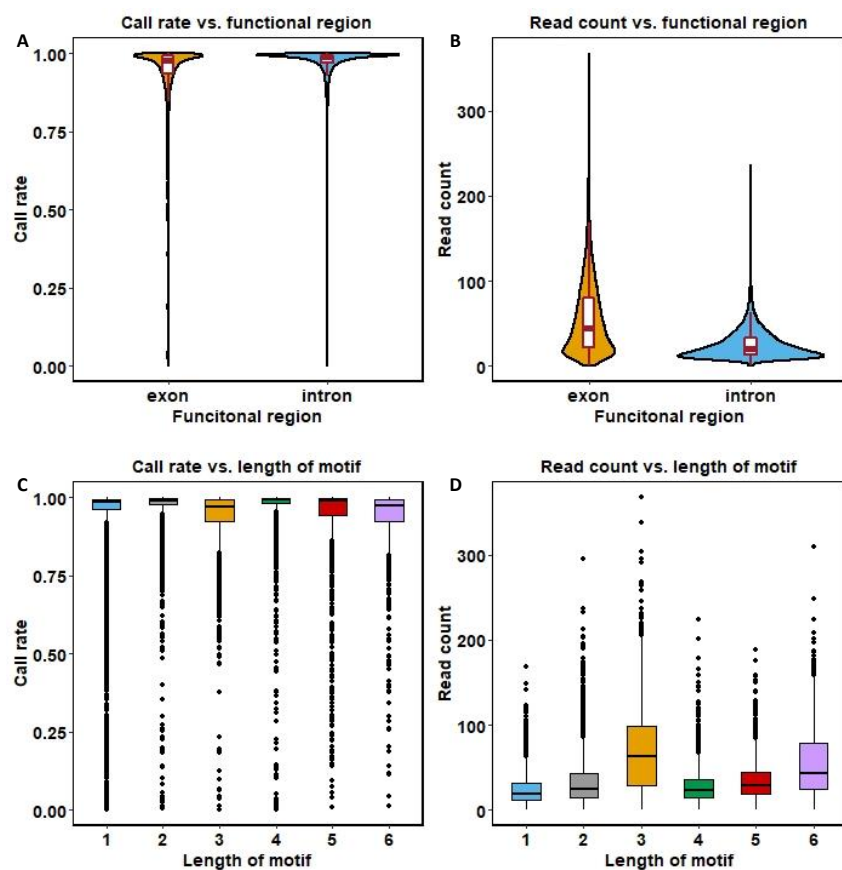 Call rate vs. functional region
A
1.00
0.75
0.50
0.25
0.00
Call rate
exon
intron
Funcitonal region
Read count vs. functional region
B
300
200
100
0
Read count
exon
intron
Funcitonal region
Call rate vs. length of motif
C
1.00
0.75
0.50
0.25
0.00
Call rate
1 2 3 4 5 6
Length of motif
Read count vs. length of motif
D
300
200
100
0
Read count
1 2 3 4 5 6
Length of motif